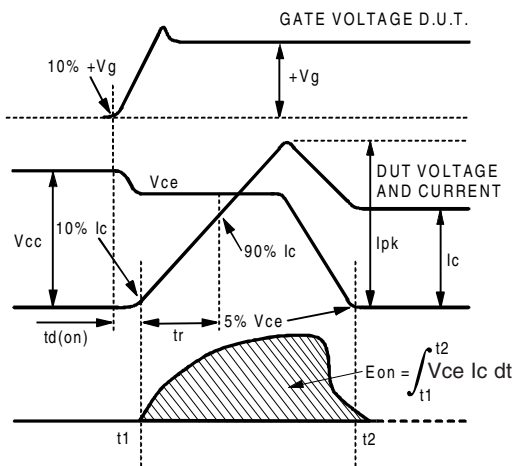 GATE VOLTAGE D.U.T.
10% +Vg
+Vg
Vce
DUT VOLTAGE
AND CURRENT
Vcc
10% Ic
90% Ic
Ipk
Ic
td(on)
tr
5% Vce
Eon = ∫ Vce Ic dt
t2
t1
t1
t2